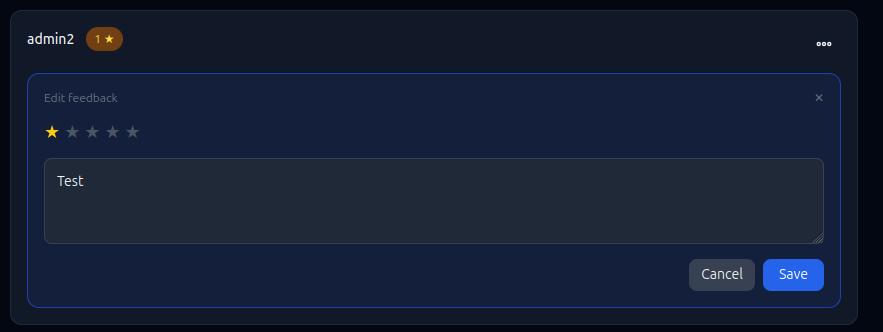 admin2 1 ★
Edit feedback ×
★ ★ ★ ★ ★
Test
Cancel Save